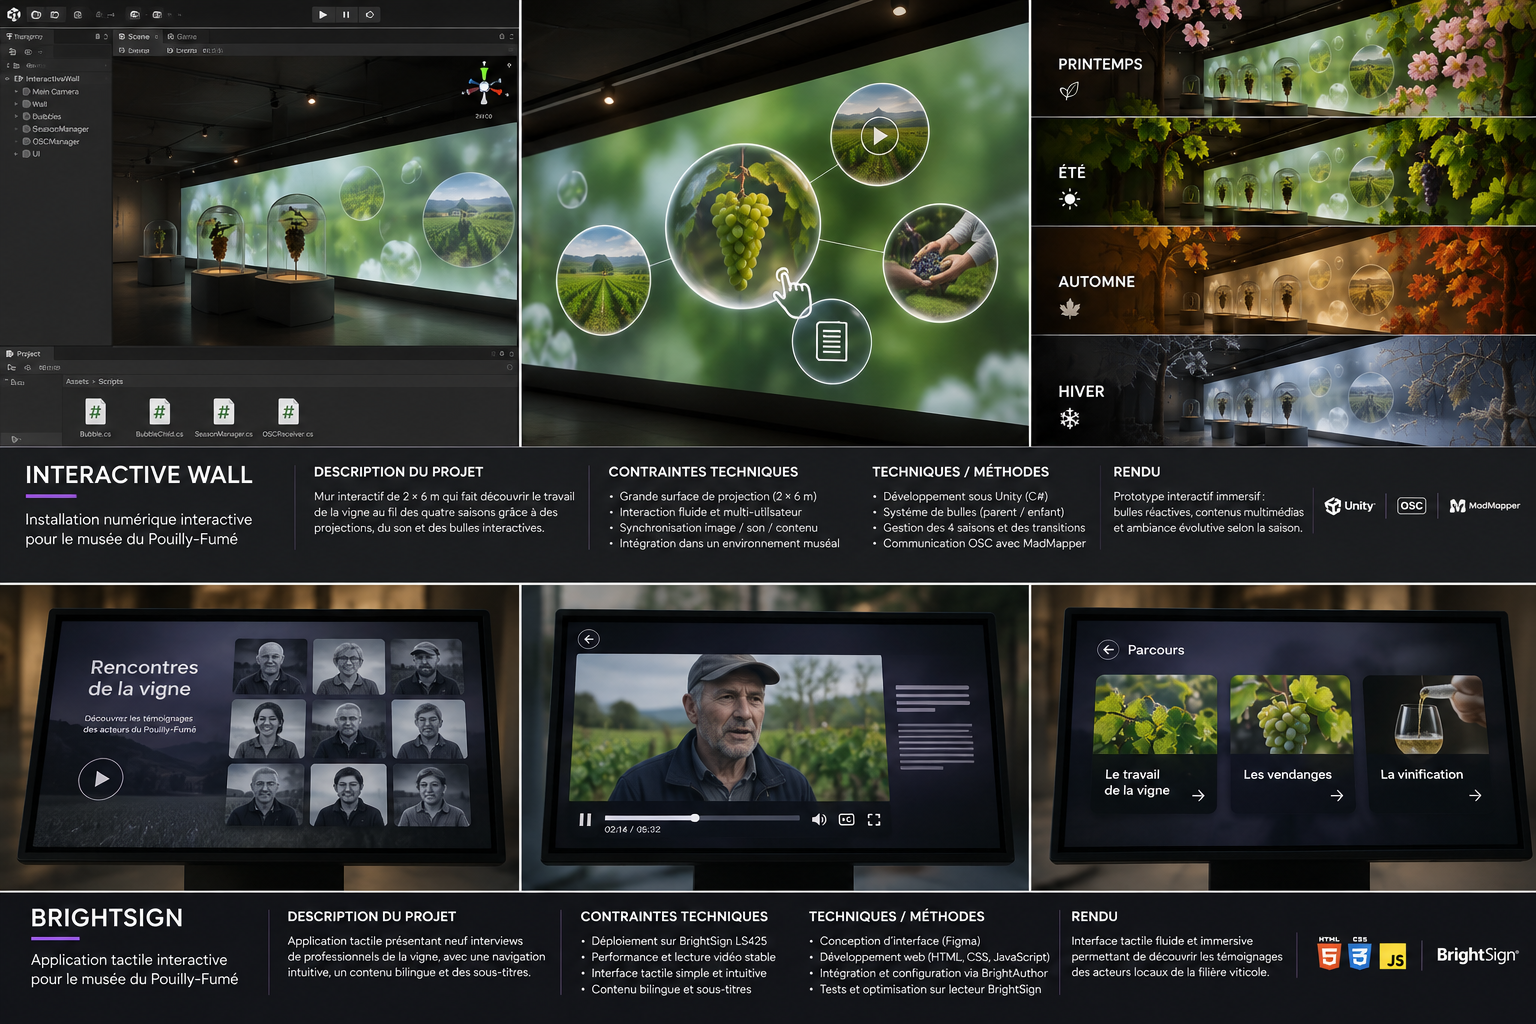 Scene
Game
InteractiveWall
Main Camera
Wall
Bubbles
SeasonManager
OSCManager
UI
Project
Assets > Scripts
Bubble.cs
BubbleChild.cs
SeasonManager.cs
OSCReceiver.cs
PRINTEMPS
ÉTÉ
AUTOMNE
HIVER
INTERACTIVE WALL
Installation numérique interactive
pour le musée du Pouilly-Fumé
DESCRIPTION DU PROJET
Mur interactif de 2 × 6 m qui fait découvrir le travail
de la vigne au fil des quatre saisons grâce à des
projections, du son et des bulles interactives.
CONTRAINTES TECHNIQUES
• Grande surface de projection (2 × 6 m)
• Interaction fluide et multi-utilsateur
• Synchronisation image / son / contenu
• Intégration dans un environnement muséal
TECHNIQUES / MÉTHODES
• Développement sous Unity (C#)
• Système de bulles (parent / enfant)
• Gestion des 4 saisons et des transitions
• Communication OSC avec MadMapper
RENDU
Prototype interactif immersif :
bulles réactives, contenus multimédias
et ambiance évolutive selon la saison.
Unity
OSC
MadMapper
Rencontres
de la vigne
Découvrez les témoignages
des acteurs du Pouilly-Fumé
02:14 / 05:32
Parcours
Le travail
de la vigne
Les vendanges
La vinification
BRIGHTSIGN
Application tactile interactive
pour le musée du Pouilly-Fumé
DESCRIPTION DU PROJET
Application tactile présentant neuf interviews
de professionnels de la vigne, avec une navigation
intuitive, un contenu bilingue et des sous-titres.
CONTRAINTES TECHNIQUES
• Déploiement sur BrightSign LS425
• Performance et lecture vidéo stable
• Interface tactile simple et intuitive
• Contenu bilingue et sous-titres
TECHNIQUES / MÉTHODES
• Conception d'interface (Figma)
• Développement web (HTML, CSS, JavaScript)
• Intégration et configuration via BrightAuthor
• Tests et optimisation sur lecteur BrightSign
RENDU
Interface tactile fluide et immersive
permettant de découvrir les témoignages
des acteurs locaux de la filière viticole.
HTML
5
CSS
3
JS
BrightSign